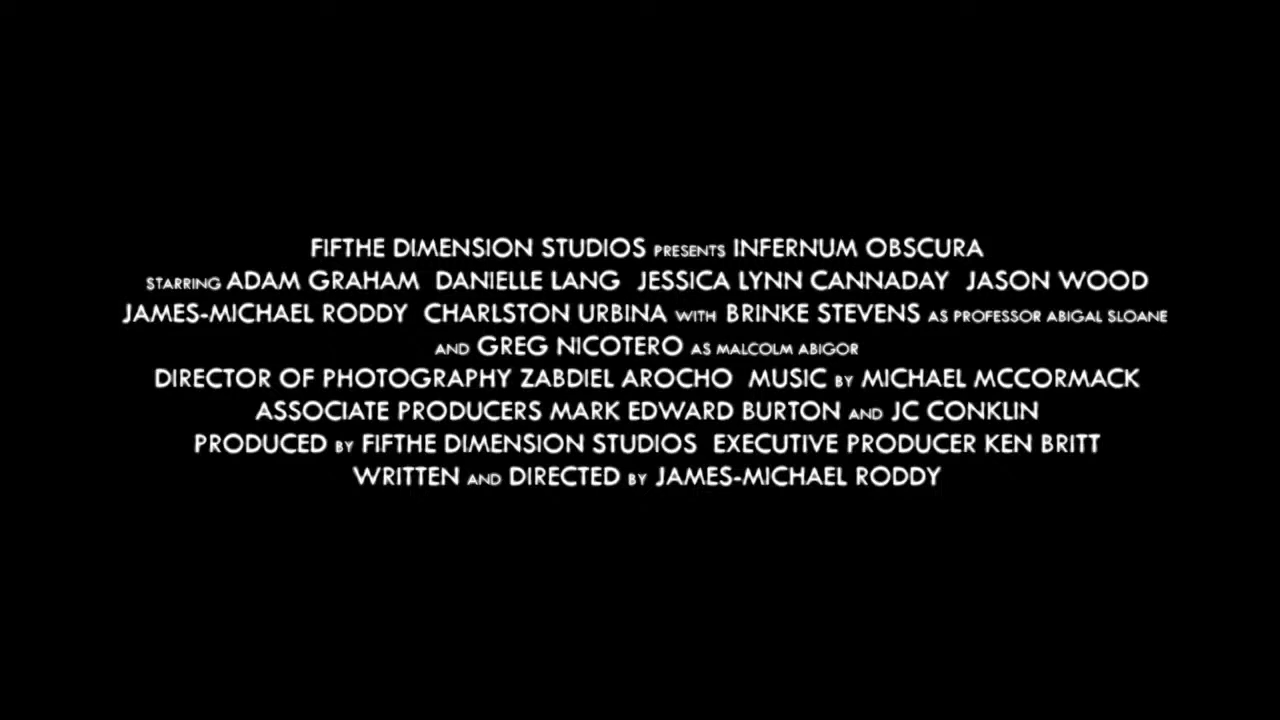 FIFTHE DIMENSION STUDIOS PRESENTS INFERNUM OBSCURA
STARRING ADAM GRAHAM DANIELLE LANG JESSICA LYNN CANNADAY JASON WOOD
JAMES-MICHAEL RODDY CHARLSTON URBINA WITH BRINKE STEVENS AS PROFESSOR ABIGAL SLOANE
AND GREG NICOTERO AS MALCOLM ABIGOR
DIRECTOR OF PHOTOGRAPHY ZABDIEL AROCHO MUSIC BY MICHAEL MCCORMACK
ASSOCIATE PRODUCERS MARK EDWARD BURTON AND JC CONKLIN
PRODUCED BY FIFTHE DIMENSION STUDIOS EXECUTIVE PRODUCER KEN BRITT
WRITTEN AND DIRECTED BY JAMES-MICHAEL RODDY